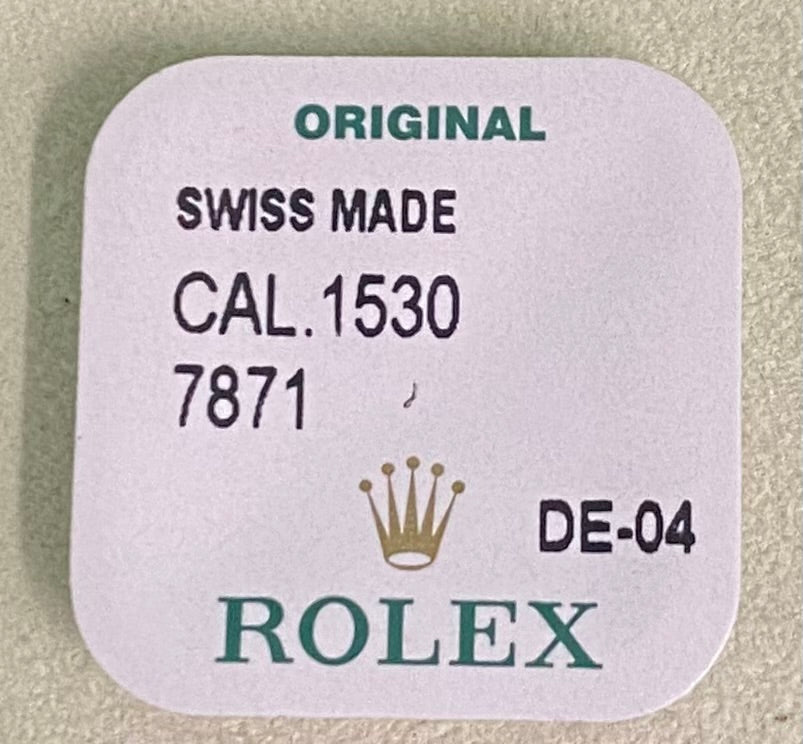 ORIGINAL
SWISS MADE
CAL.1530
7871
DE-04
ROLEX